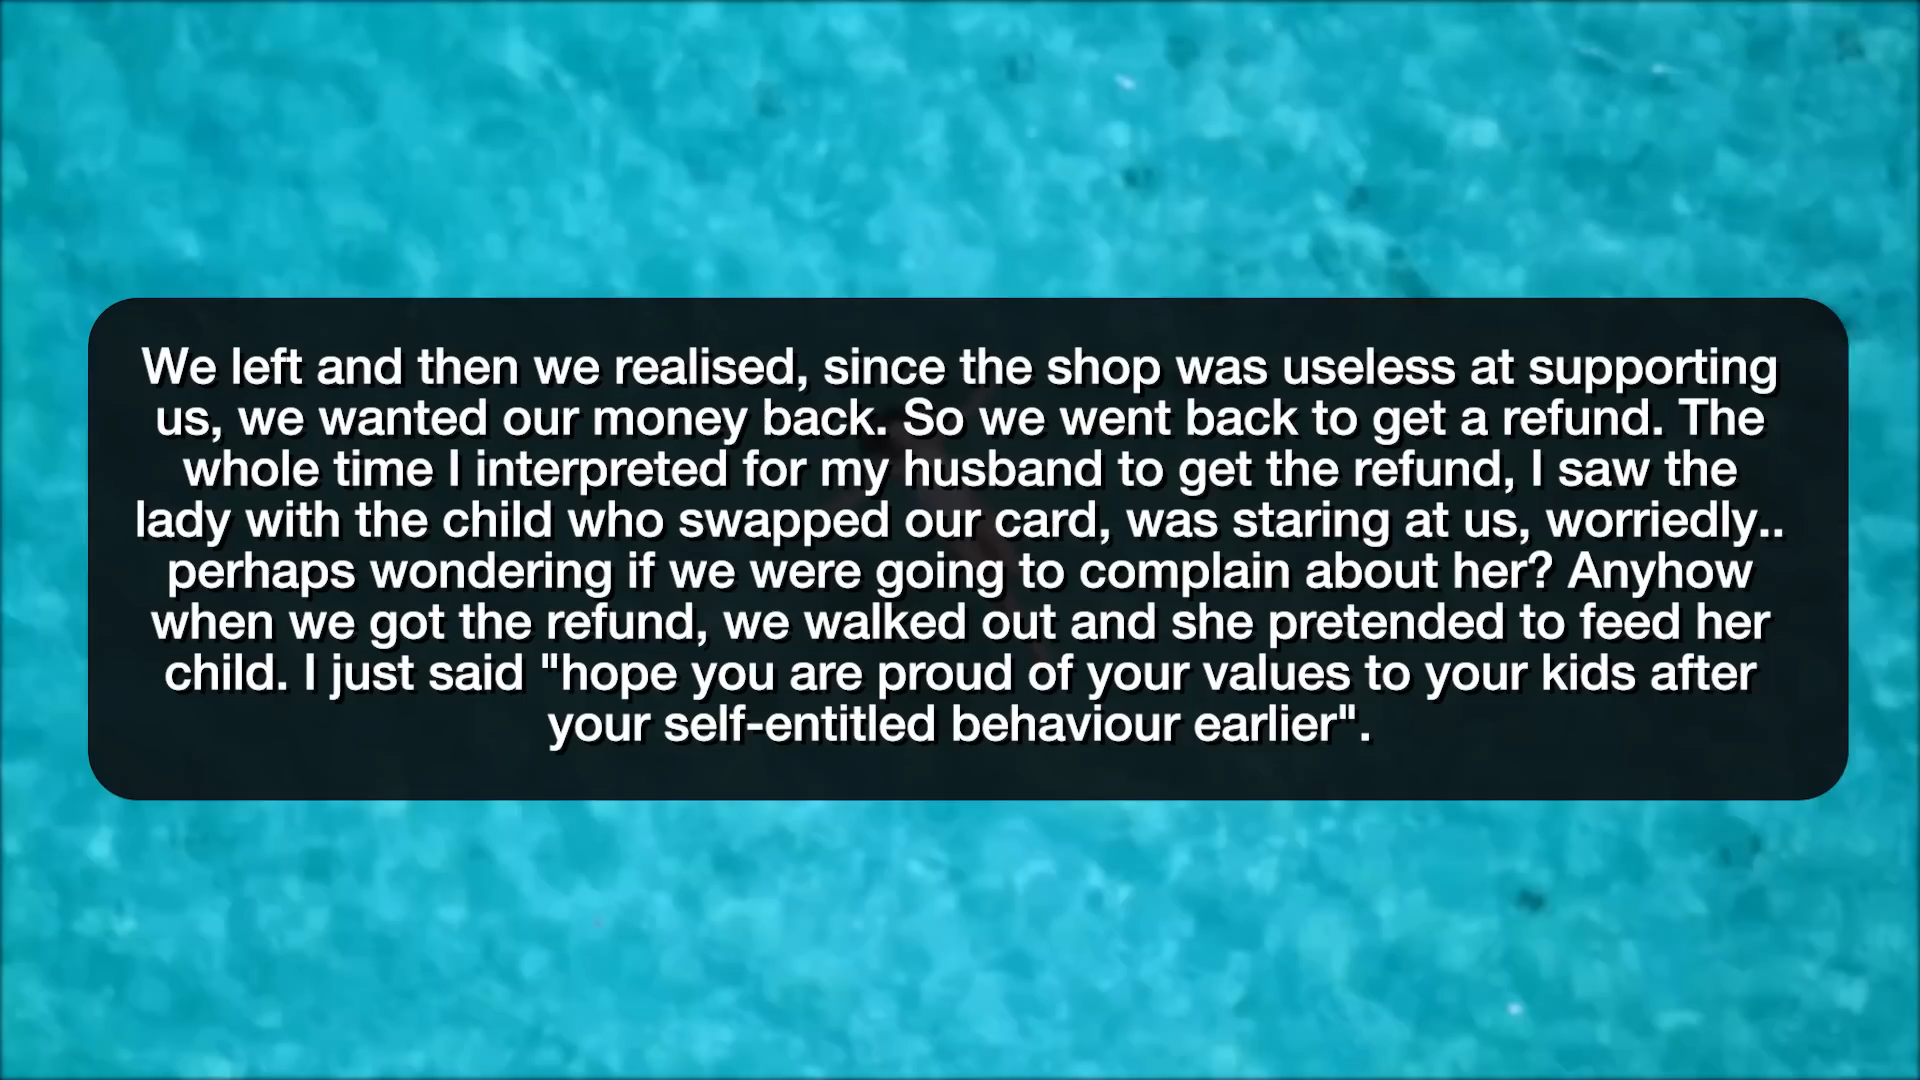 We left and then we realised, since the shop was useless at supporting
us, we wanted our money back. So we went back to get a refund. The
whole time I interpreted for my husband to get the refund, I saw the
lady with the child who swapped our card, was staring at us, worriedly..
perhaps wondering if we were going to complain about her? Anyhow
when we got the refund, we walked out and she pretended to feed her
child. I just said "hope you are proud of your values to your kids after
your self-entitled behaviour earlier".